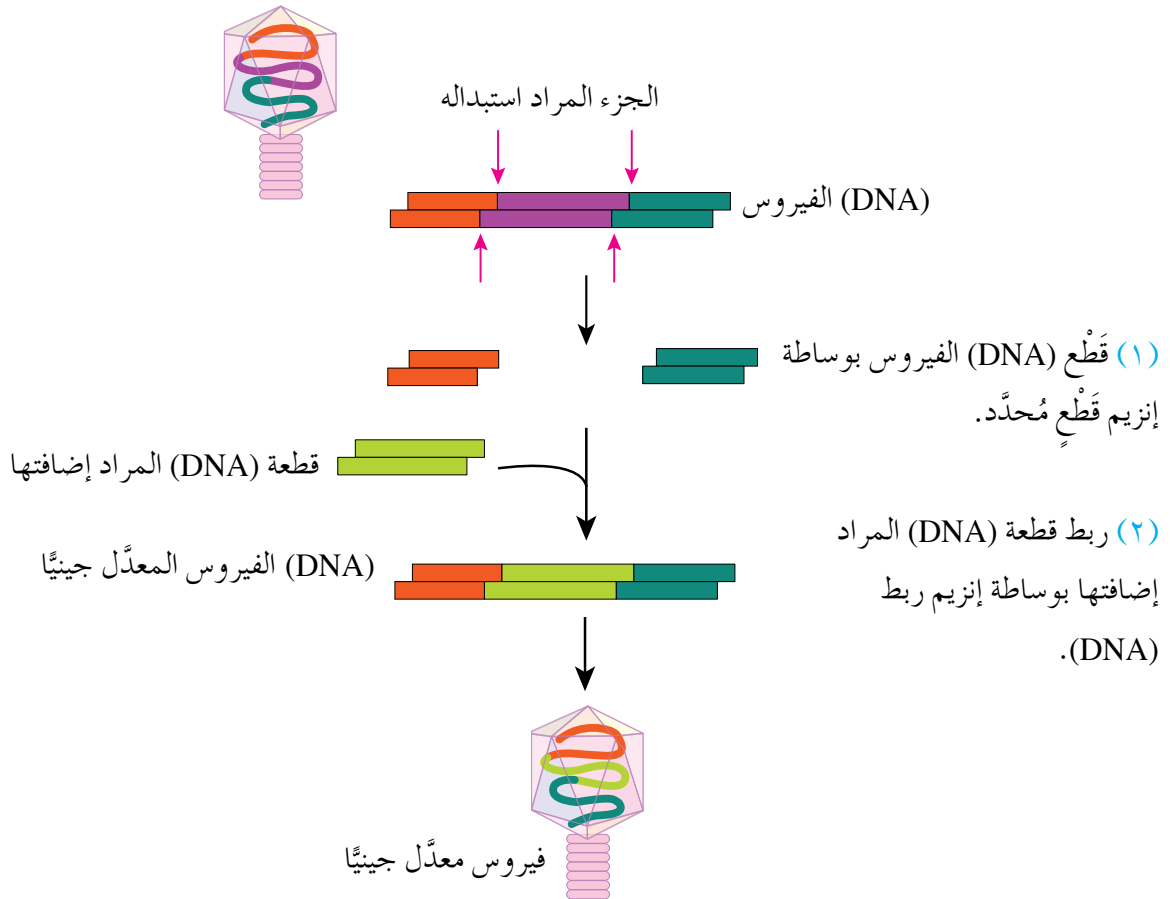 الجزء المراد استبداله
(DNA) الفيروس
(١) قَطْع (DNA) الفيروس بوساطة
إنزيم قَطْعٍ مُحدَّد.
قطعة (DNA) المراد إضافتها
(٢) ربط قطعة (DNA) المراد
إضافتها بوساطة إنزيم ربط
(DNA).
(DNA) الفيروس المعدَّل جينيًّا
فيروس معدَّل جينيًّا